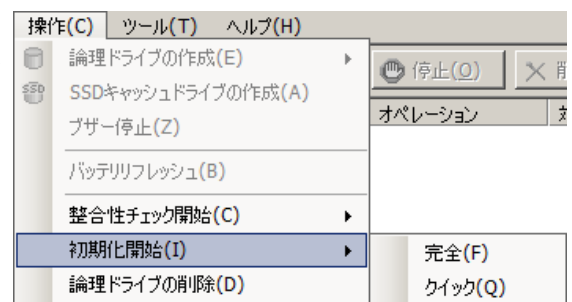 操作(C) ツール(T) ヘルプ(H)
論理ドライブの作成(E)
SSD SSDキャッシュドライブの作成(A)
ブザー停止(Z)
バッテリリフレッシュ(B)
整合性チェック開始(C)
初期化開始(I)
論理ドライブの削除(D)
停止(O)
オペレーション
完全(F)
クイック(Q)